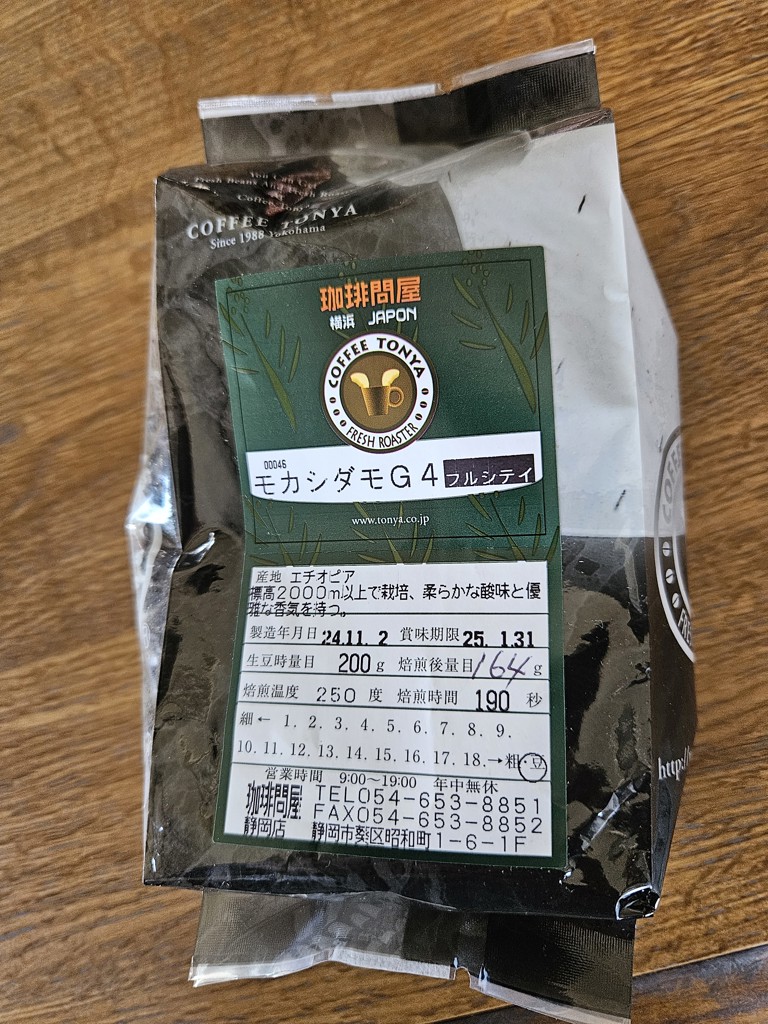 Fresh Beans
COFFEE TONYA
Since 1988 Yokohama
珈琲問屋
横浜 JAPON
COFFEE TONYA
FRESH ROASTER
00046
モカシダモG4 フルシティ
www.tonya.co.jp
産地 エチオピア
標高2000m以上で栽培、柔らかな酸味と優
雅な香気を持つ。
製造年月日 24.11. 2 賞味期限 25. 1.31
生豆時量目 200 g 焙煎後量目 164 g
焙煎温度 250 度 焙煎時間 190 秒
細← 1. 2. 3. 4. 5. 6. 7. 8. 9.
10. 11. 12. 13. 14. 15. 16. 17. 18. →粗・豆
営業時間 9:00〜19:00 年中無休
珈琲問屋 TEL054-653-8851
FAX054-653-8852
静岡店 静岡市葵区昭和町1-6-1F
http:/